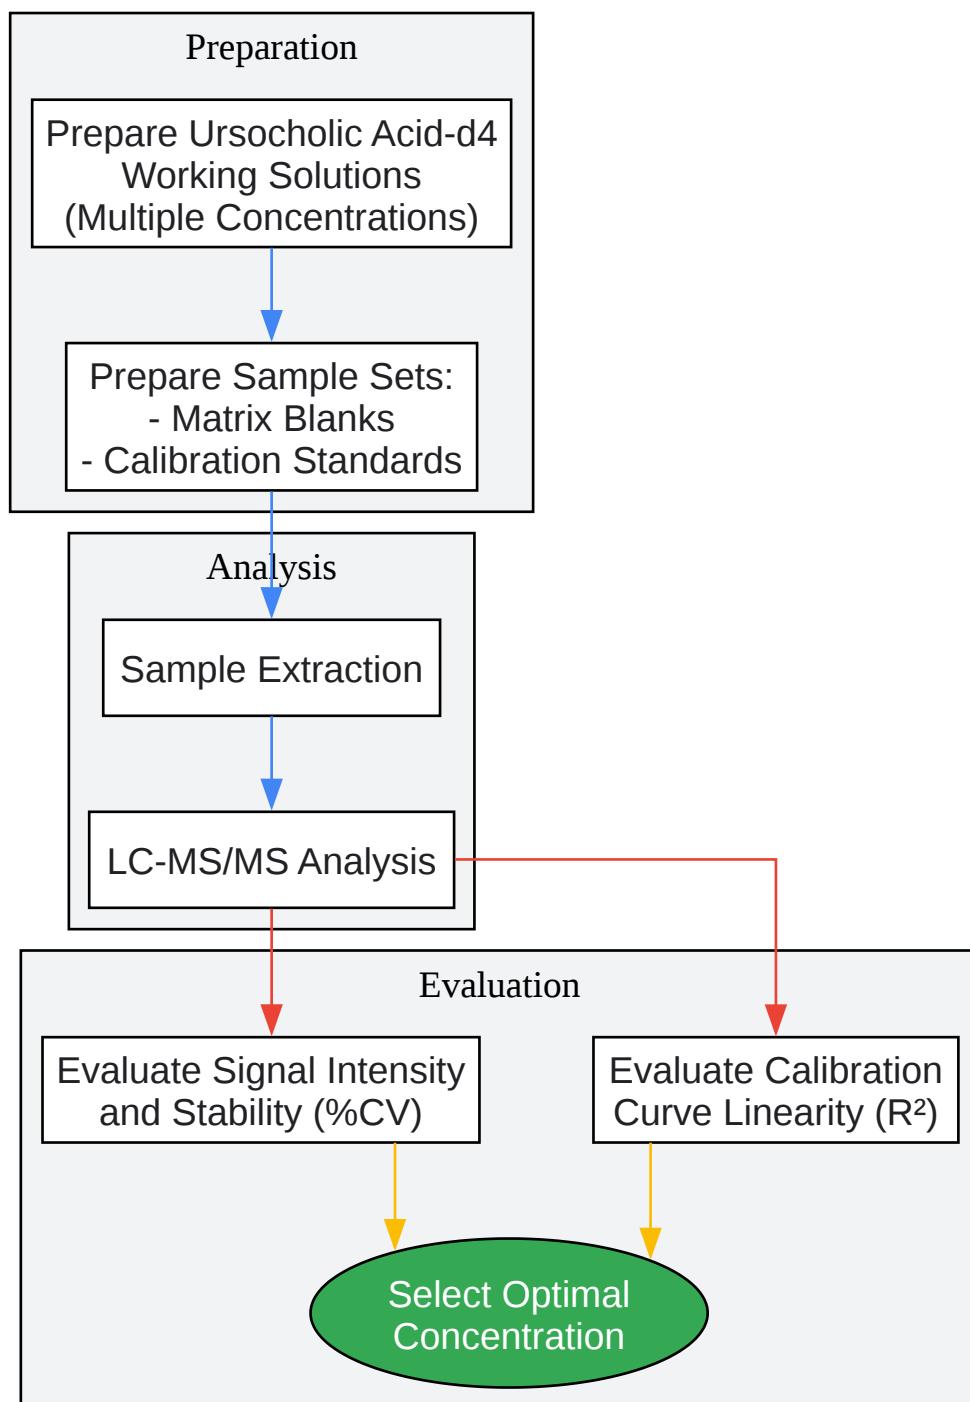 Preparation
Prepare Ursocholic Acid-d4
Working Solutions
(Multiple Concentrations)
Prepare Sample Sets:
- Matrix Blanks
- Calibration Standards
Analysis
Sample Extraction
LC-MS/MS Analysis
Evaluation
Evaluate Signal Intensity
and Stability (%CV)
Evaluate Calibration
Curve Linearity (R²)
Select Optimal
Concentration